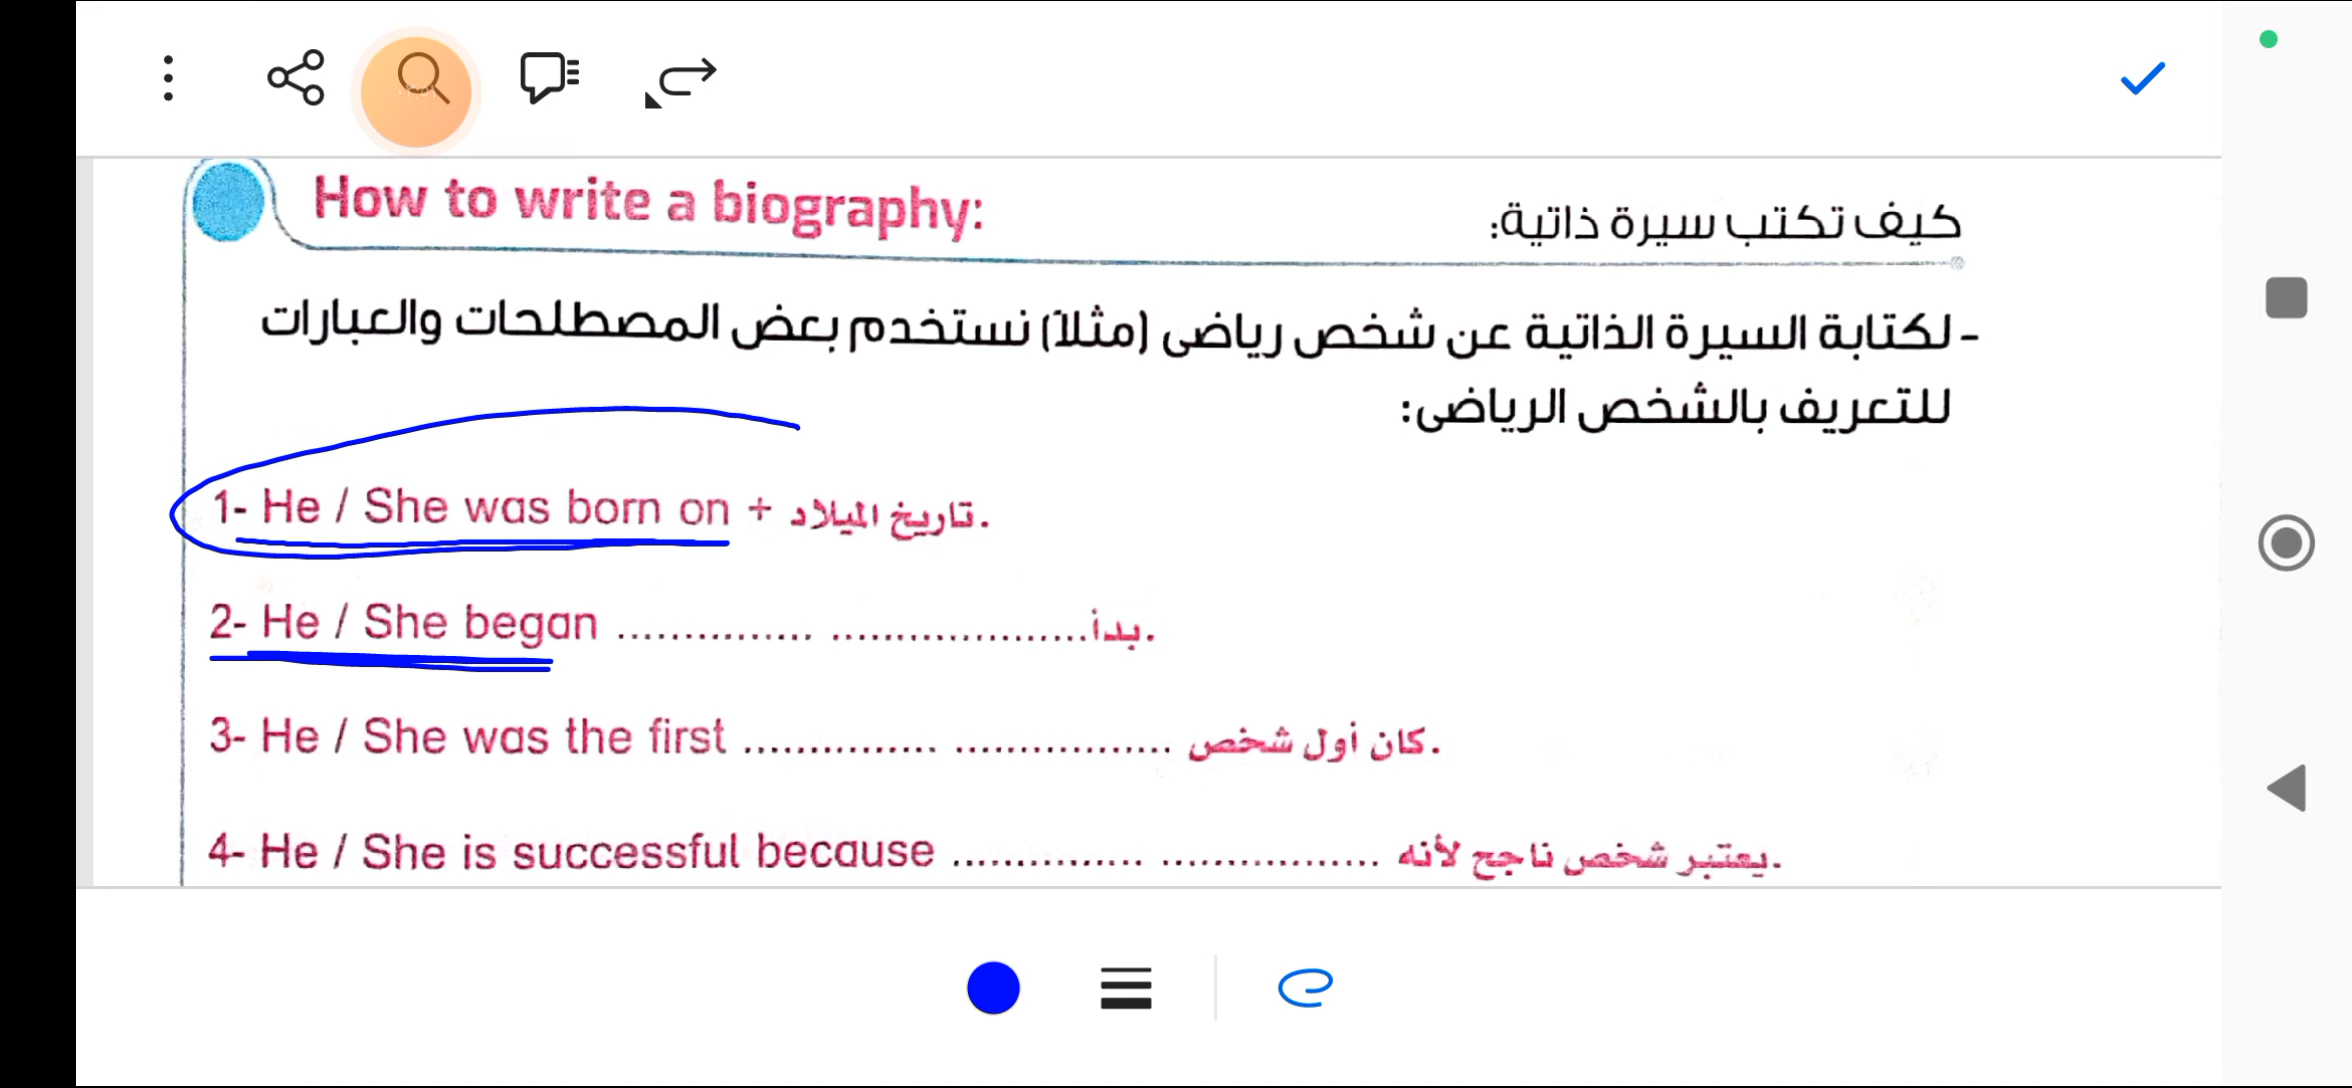 How to write a biography:
كيف تكتب سيرة ذاتية:
- لكتابة السيرة الذاتية عن شخص رياضى (مثلاً) نستخدم بعض المصطلحات والعبارات
للتعريف بالشخص الرياضى:
1- He / She was born on + تاريخ الميلاد.
2- He / She began ............... ....................بدأ.
3- He / She was the first ............... ................. كان أول شخص.
4- He / She is successful because ............... ................. يعتبر شخص ناجح لأنه.